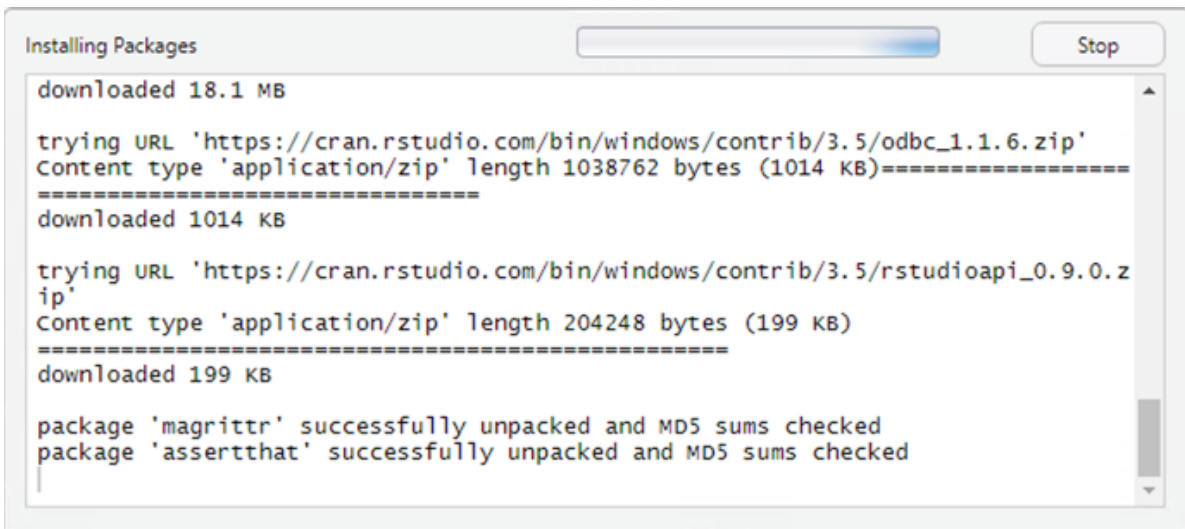 Installing Packages
Stop
downloaded 18.1 MB
trying URL 'https://cran.rstudio.com/bin/windows/contrib/3.5/odbc_1.1.6.zip'
Content type 'application/zip' length 1038762 bytes (1014 KB)==================
================================
downloaded 1014 KB
trying URL 'https://cran.rstudio.com/bin/windows/contrib/3.5/rstudioapi_0.9.0.z
ip'
Content type 'application/zip' length 204248 bytes (199 KB)
==================================================
downloaded 199 KB
package 'magrittr' successfully unpacked and MD5 sums checked
package 'assertthat' successfully unpacked and MD5 sums checked